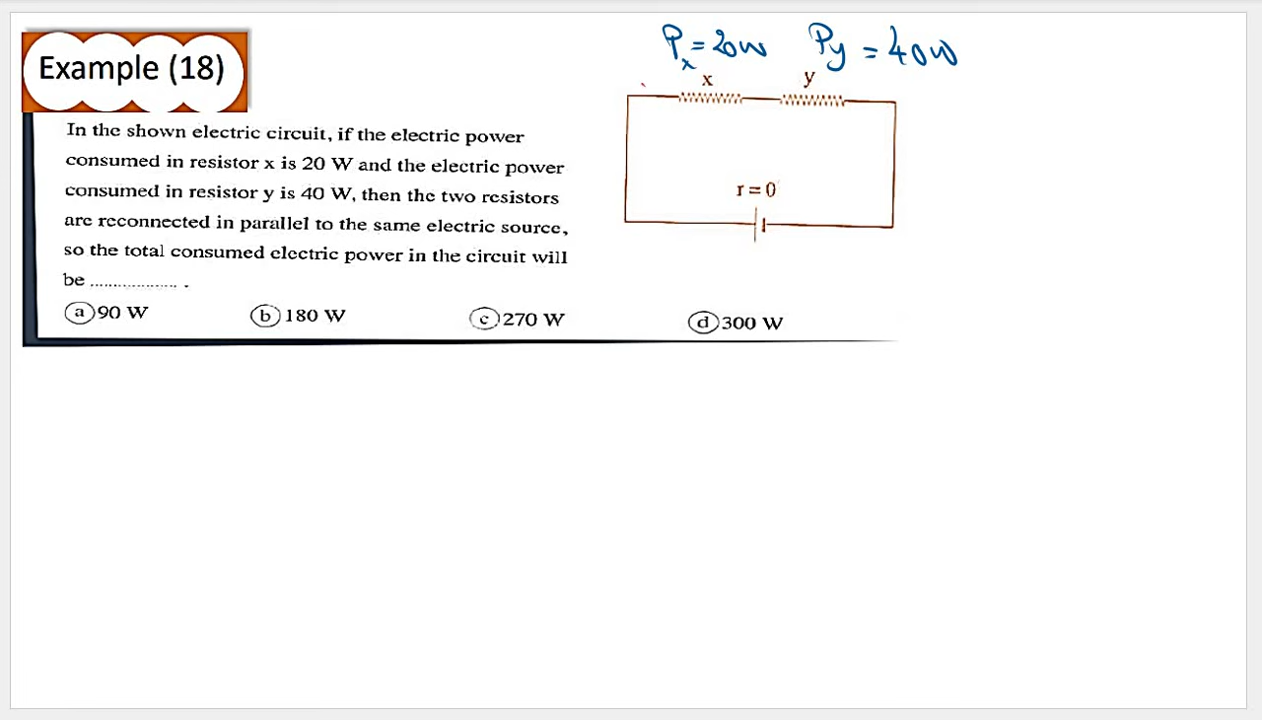 Example (18)
Pₓ = 20w Py = 40w
x y
r = 0
In the shown electric circuit, if the electric power
consumed in resistor x is 20 W and the electric power
consumed in resistor y is 40 W, then the two resistors
are reconnected in parallel to the same electric source,
so the total consumed electric power in the circuit will
be .................. .
a 90 W b 180 W c 270 W d 300 W